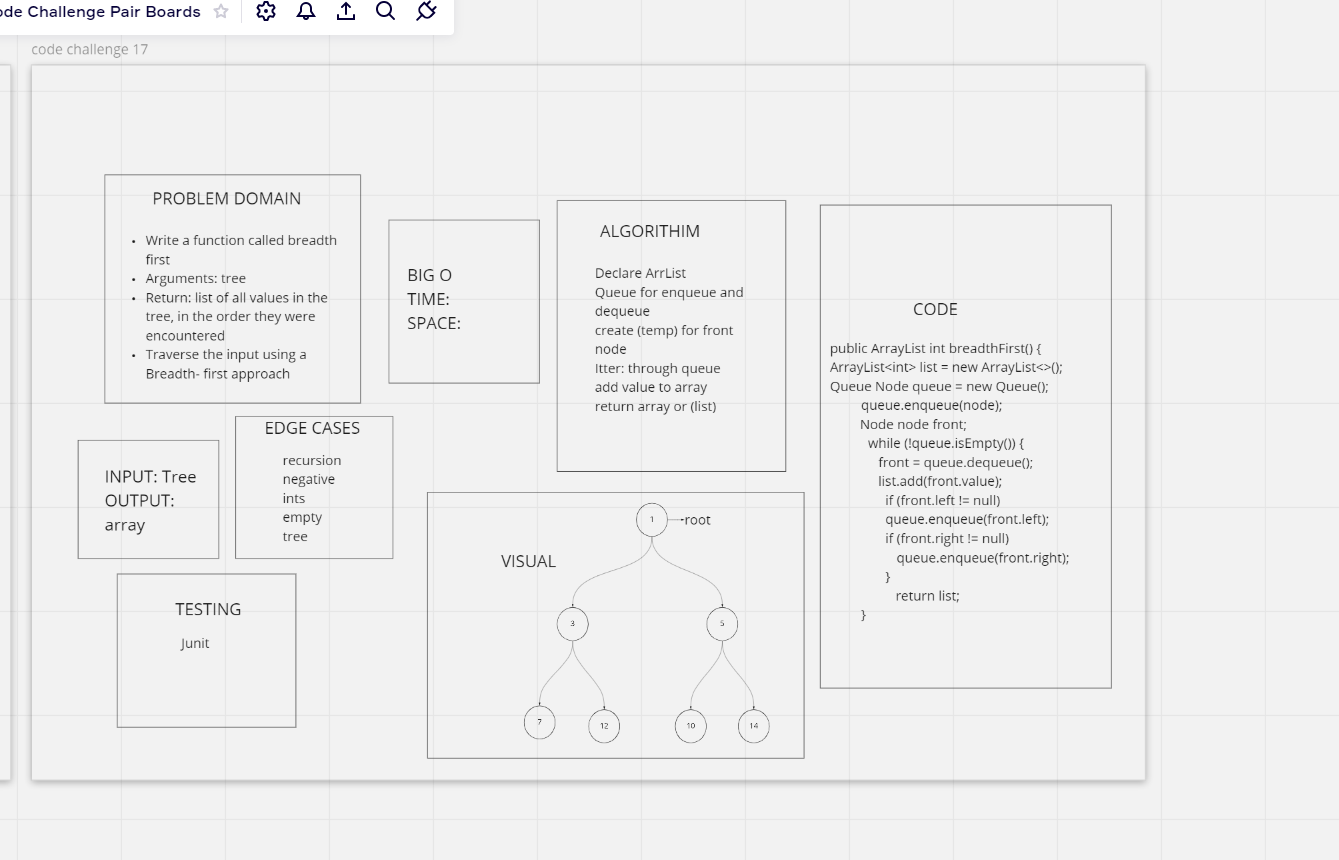 ode Challenge Pair Boards
code challenge 17
PROBLEM DOMAIN
• Write a function called breadth
first
• Arguments: tree
• Return: list of all values in the
tree, in the order they were
encountered
• Traverse the input using a
Breadth- first approach
BIG O
TIME:
SPACE:
ALGORITHIM
Declare ArrList
Queue for enqueue and
dequeue
create (temp) for front
node
Itter: through queue
add value to array
return array or (list)
CODE
public ArrayList int breadthFirst() {
ArrayList<int> list = new ArrayList<>();
Queue Node queue = new Queue();
queue.enqueue(node);
Node node front;
while (!queue.isEmpty()) {
front = queue.dequeue();
list.add(front.value);
if (front.left != null)
queue.enqueue(front.left);
if (front.right != null)
queue.enqueue(front.right);
}
return list;
}
INPUT: Tree
OUTPUT:
array
EDGE CASES
recursion
negative
ints
empty
tree
TESTING
Junit
VISUAL
1
root
3
5
7
12
10
14